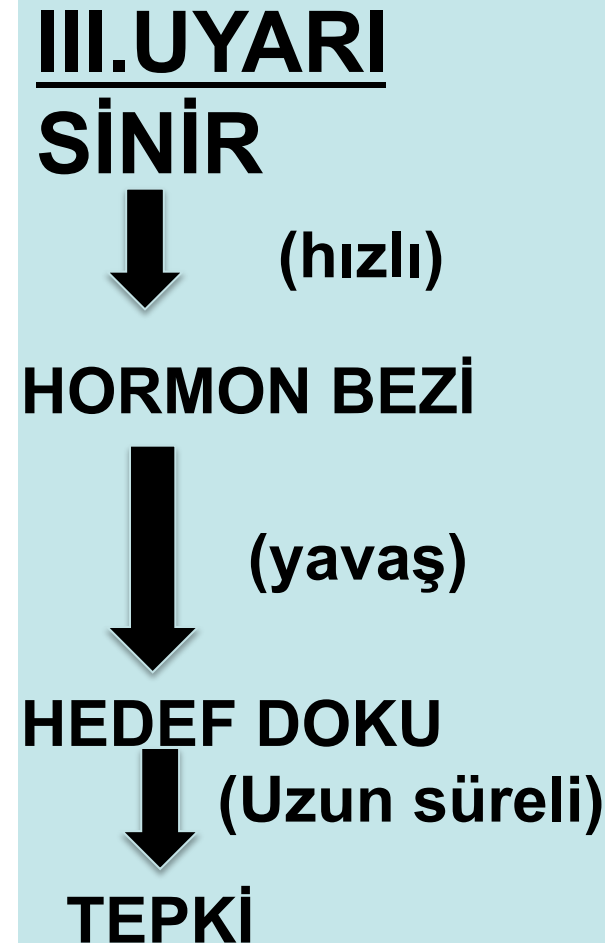 III.UYARI
SİNİR
(hızlı)
HORMON BEZİ
(yavaş)
HEDEF DOKU
(Uzun süreli)
TEPKİ